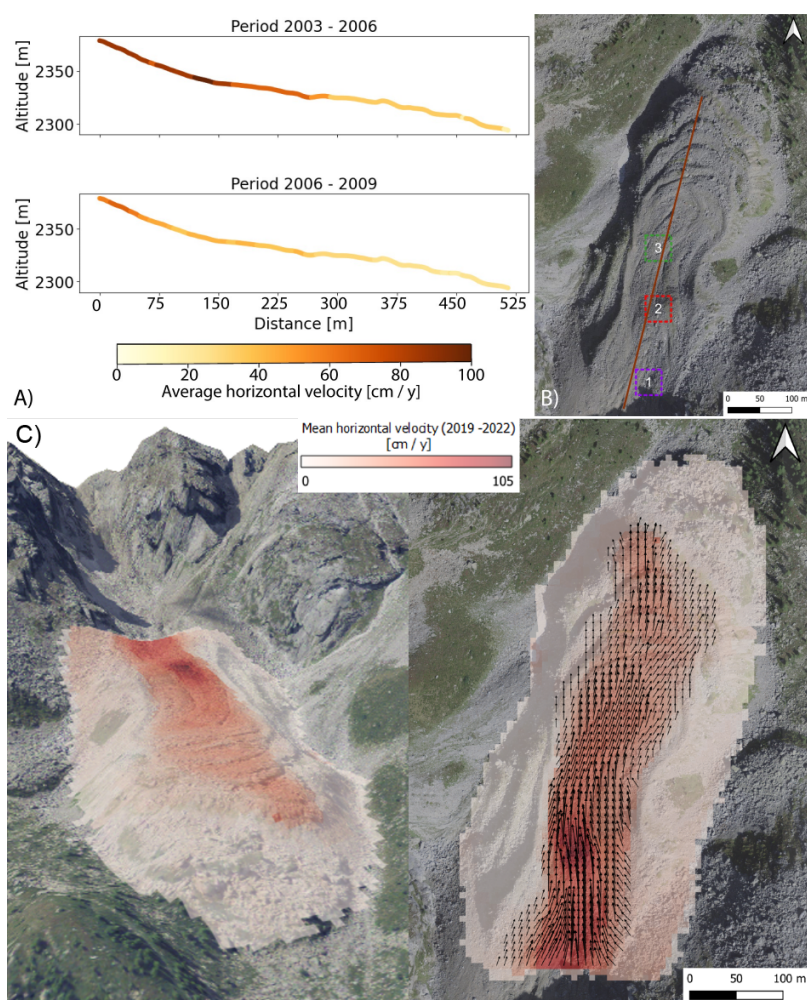 Period 2003 - 2006
Altitude [m]
2350
2300
Period 2006 - 2009
Altitude [m]
2350
2300
0 75 150 225 300 375 450 525
Distance [m]
0 20 40 60 80 100
Average horizontal velocity [cm / y]
A)
3
2
1
B)
0 50 100 m
C)
Mean horizontal velocity (2019 -2022)
[cm / y]
0 105
0 50 100 m